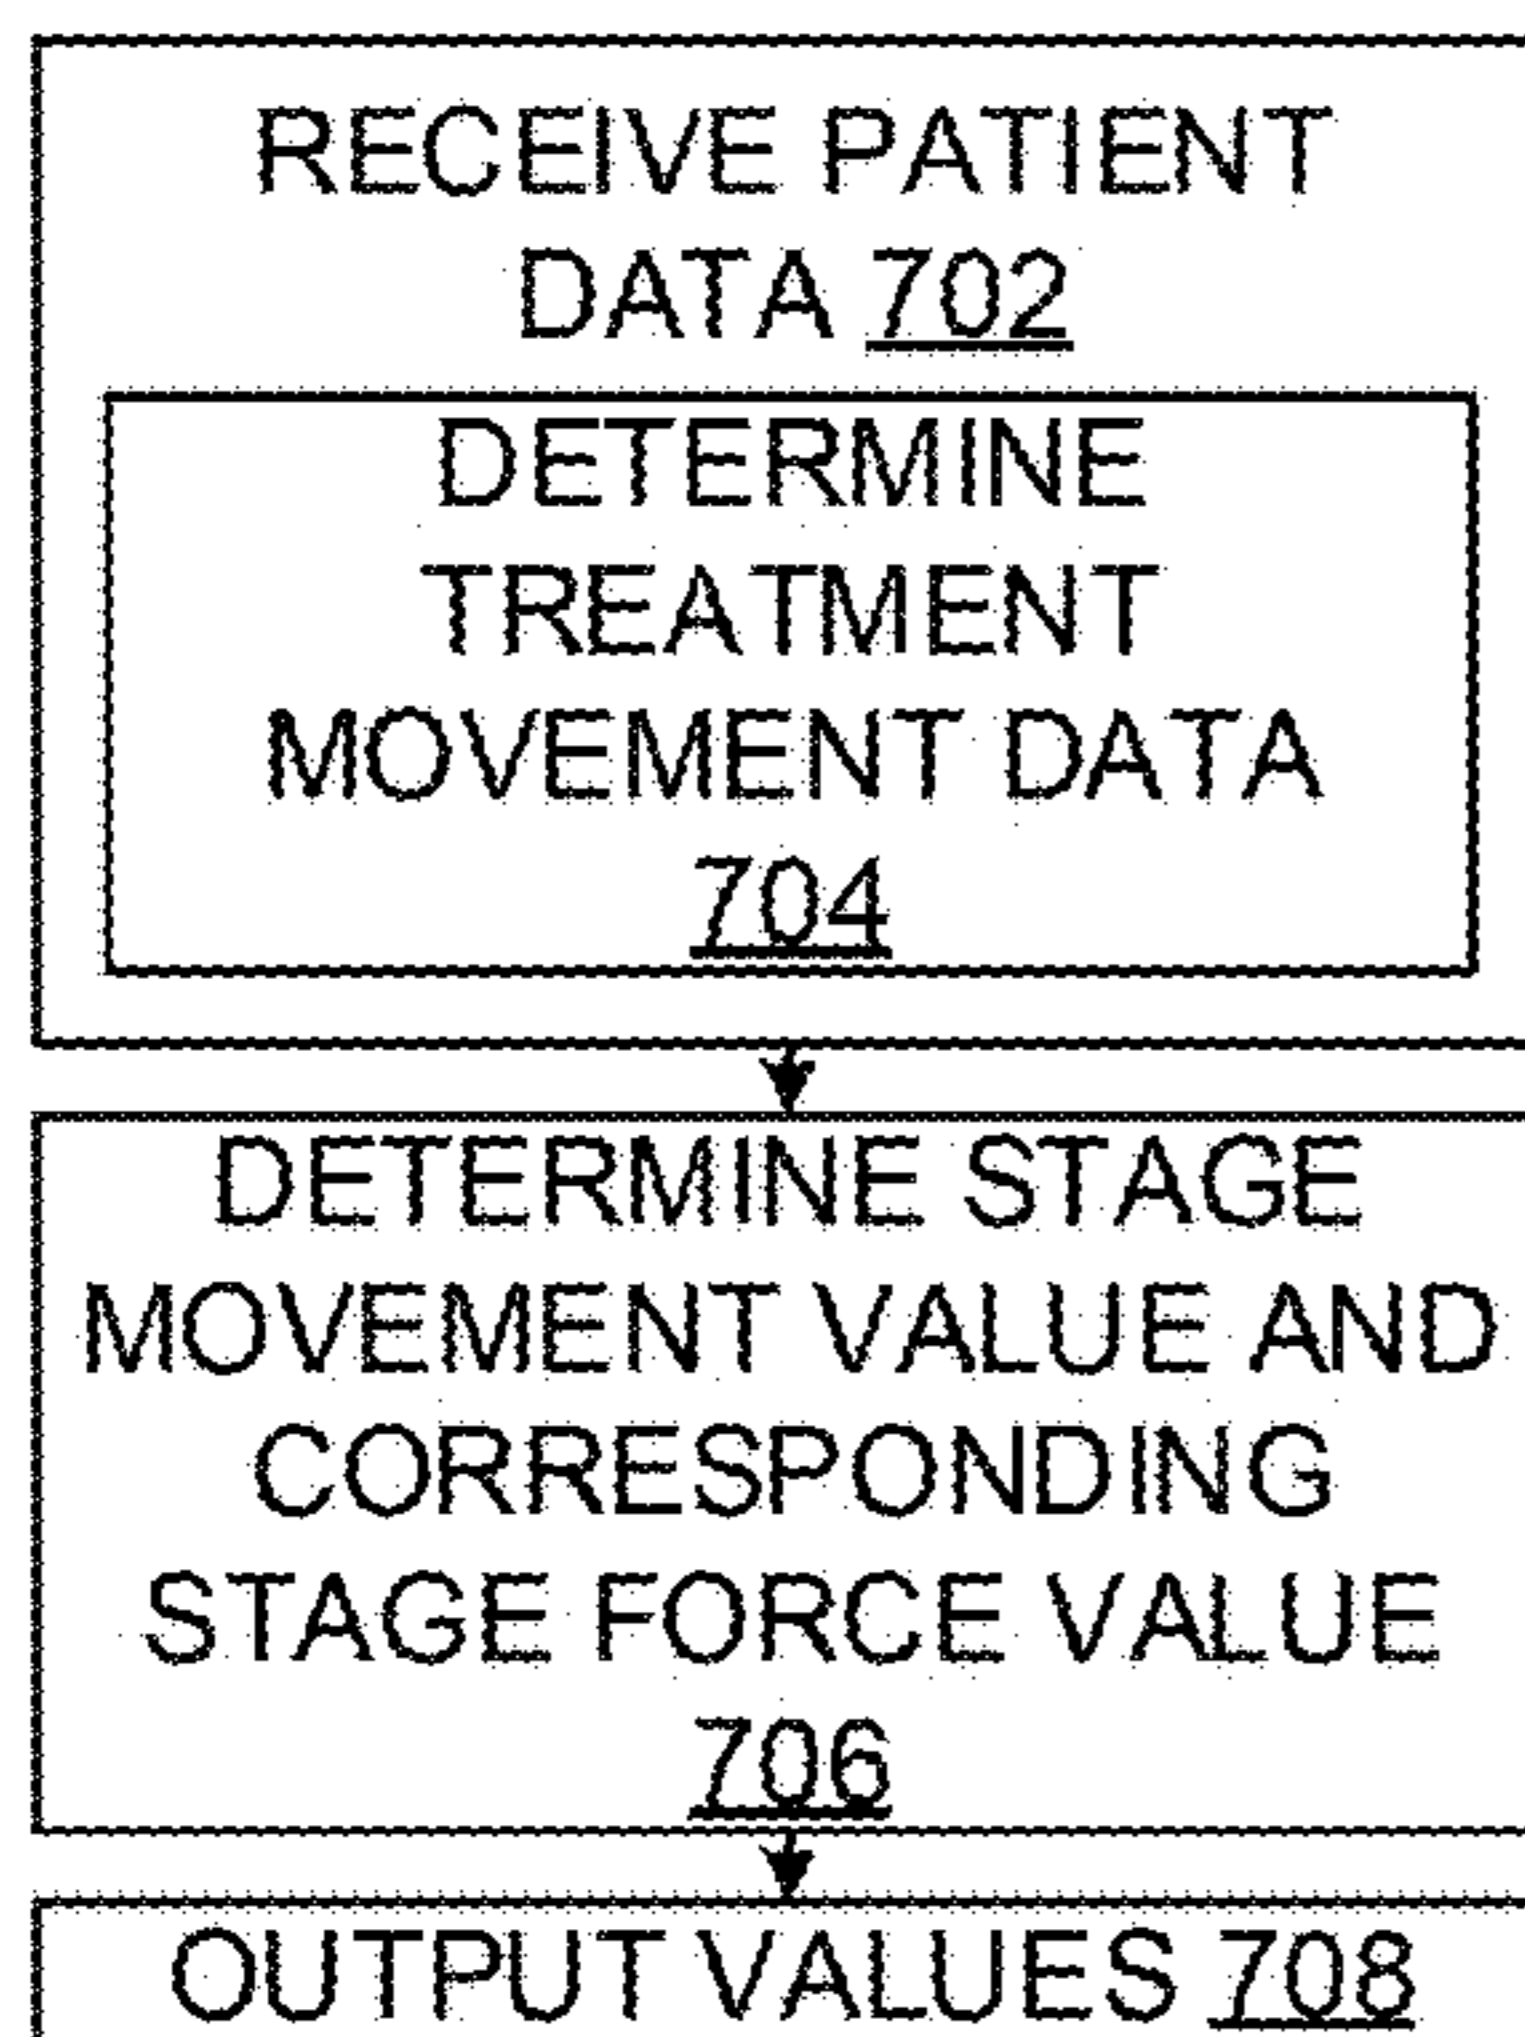 RECEIVE PATIENT
DATA 702
DETERMINE
TREATMENT
MOVEMENT DATA
704
DETERMINE STAGE
MOVEMENT VALUE AND
CORRESPONDING
STAGE FORCE VALUE
706
OUTPUT VALUES 708